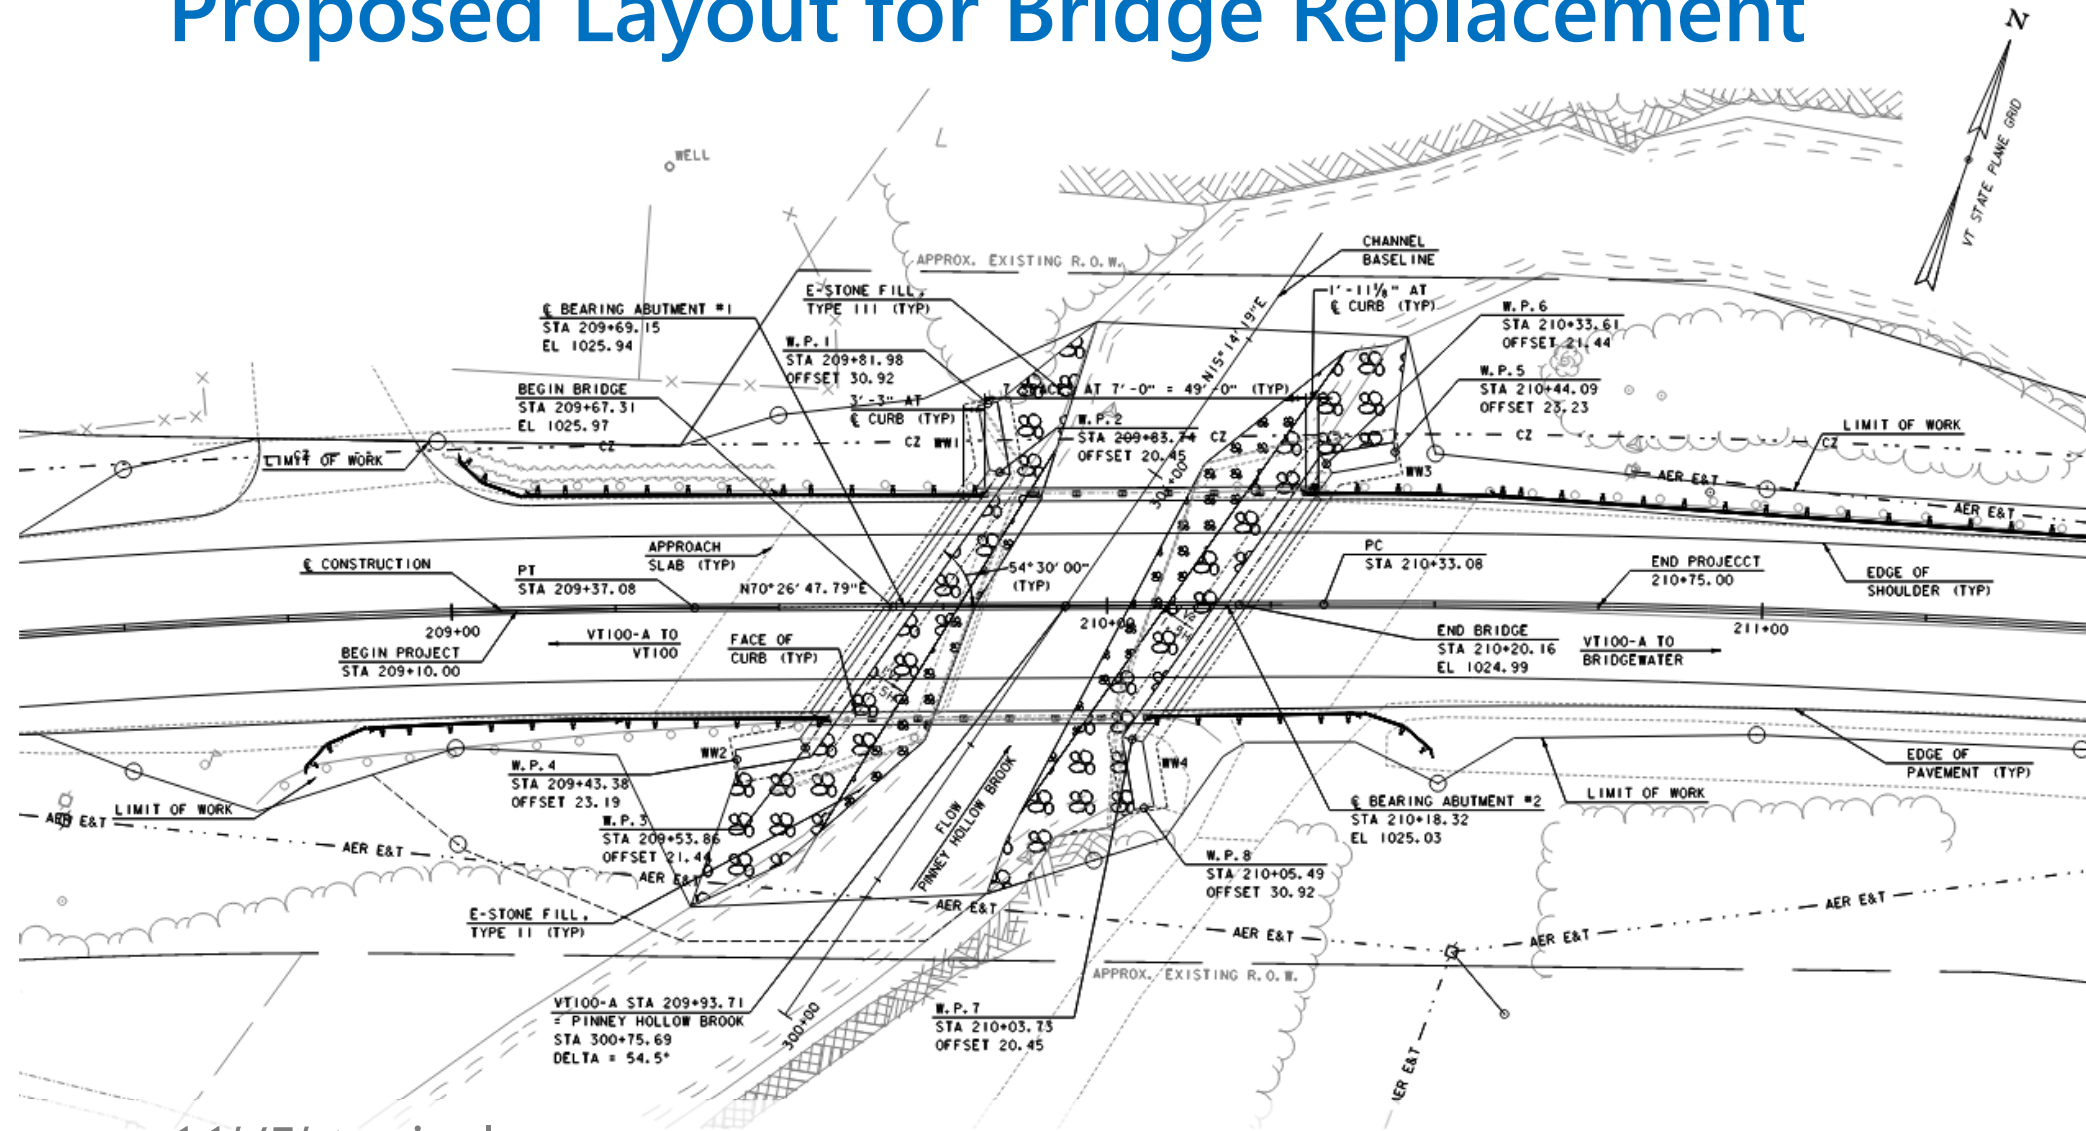 Proposed Layout for Bridge Replacement
N
VT STATE PLANE GRID
WELL
L
APPROX. EXISTING R.O.W.
CHANNEL
BASELINE
E-STONE FILL,
TYPE III (TYP)
1'-11⅛" AT
℄ CURB (TYP)
N15°14'19"E
℄ BEARING ABUTMENT #1
STA 209+69.15
EL 1025.94
W.P.1
STA 209+81.98
OFFSET 30.92
W.P.6
STA 210+33.61
OFFSET 21.44
BEGIN BRIDGE
STA 209+67.31
EL 1025.97
3'-3" AT
℄ CURB (TYP)
7 SPACES AT 7'-0" = 49'-0" (TYP)
W.P.5
STA 210+44.09
OFFSET 23.23
W.P.2
STA 209+83.74
OFFSET 20.45
LIMIT OF WORK
CZ
CZ
CZ
WW1
CZ
CZ
CZ
LIMIT OF WORK
WW3
AER E&T
AER E&T
301+00
℄ CONSTRUCTION
APPROACH
SLAB (TYP)
PT
STA 209+37.08
N70°26'47.79"E
54°30'00"
(TYP)
PC
STA 210+33.08
END PROJECCT
210+75.00
EDGE OF
SHOULDER (TYP)
209+00
210+00
211+00
BEGIN PROJECT
STA 209+10.00
VT100-A TO
VT100
FACE OF
CURB (TYP)
END BRIDGE
STA 210+20.16
EL 1024.99
VT100-A TO
BRIDGEWATER
WW2
WW4
W.P.4
STA 209+43.38
OFFSET 23.19
EDGE OF
PAVEMENT (TYP)
LIMIT OF WORK
LIMIT OF WORK
AER E&T
AER E&T
W.P.3
STA 209+53.86
OFFSET 21.44
AER E&T
FLOW
PINNEY HOLLOW BROOK
℄ BEARING ABUTMENT #2
STA 210+18.32
EL 1025.03
W.P.8
STA 210+05.49
OFFSET 30.92
E-STONE FILL,
TYPE II (TYP)
AER E&T
AER E&T
AER E&T
AER E&T
APPROX. EXISTING R.O.W.
VT100-A STA 209+93.71
= PINNEY HOLLOW BROOK
STA 300+75.69
DELTA = 54.5°
300+00
W.P.7
STA 210+03.73
OFFSET 20.45
AER E&T